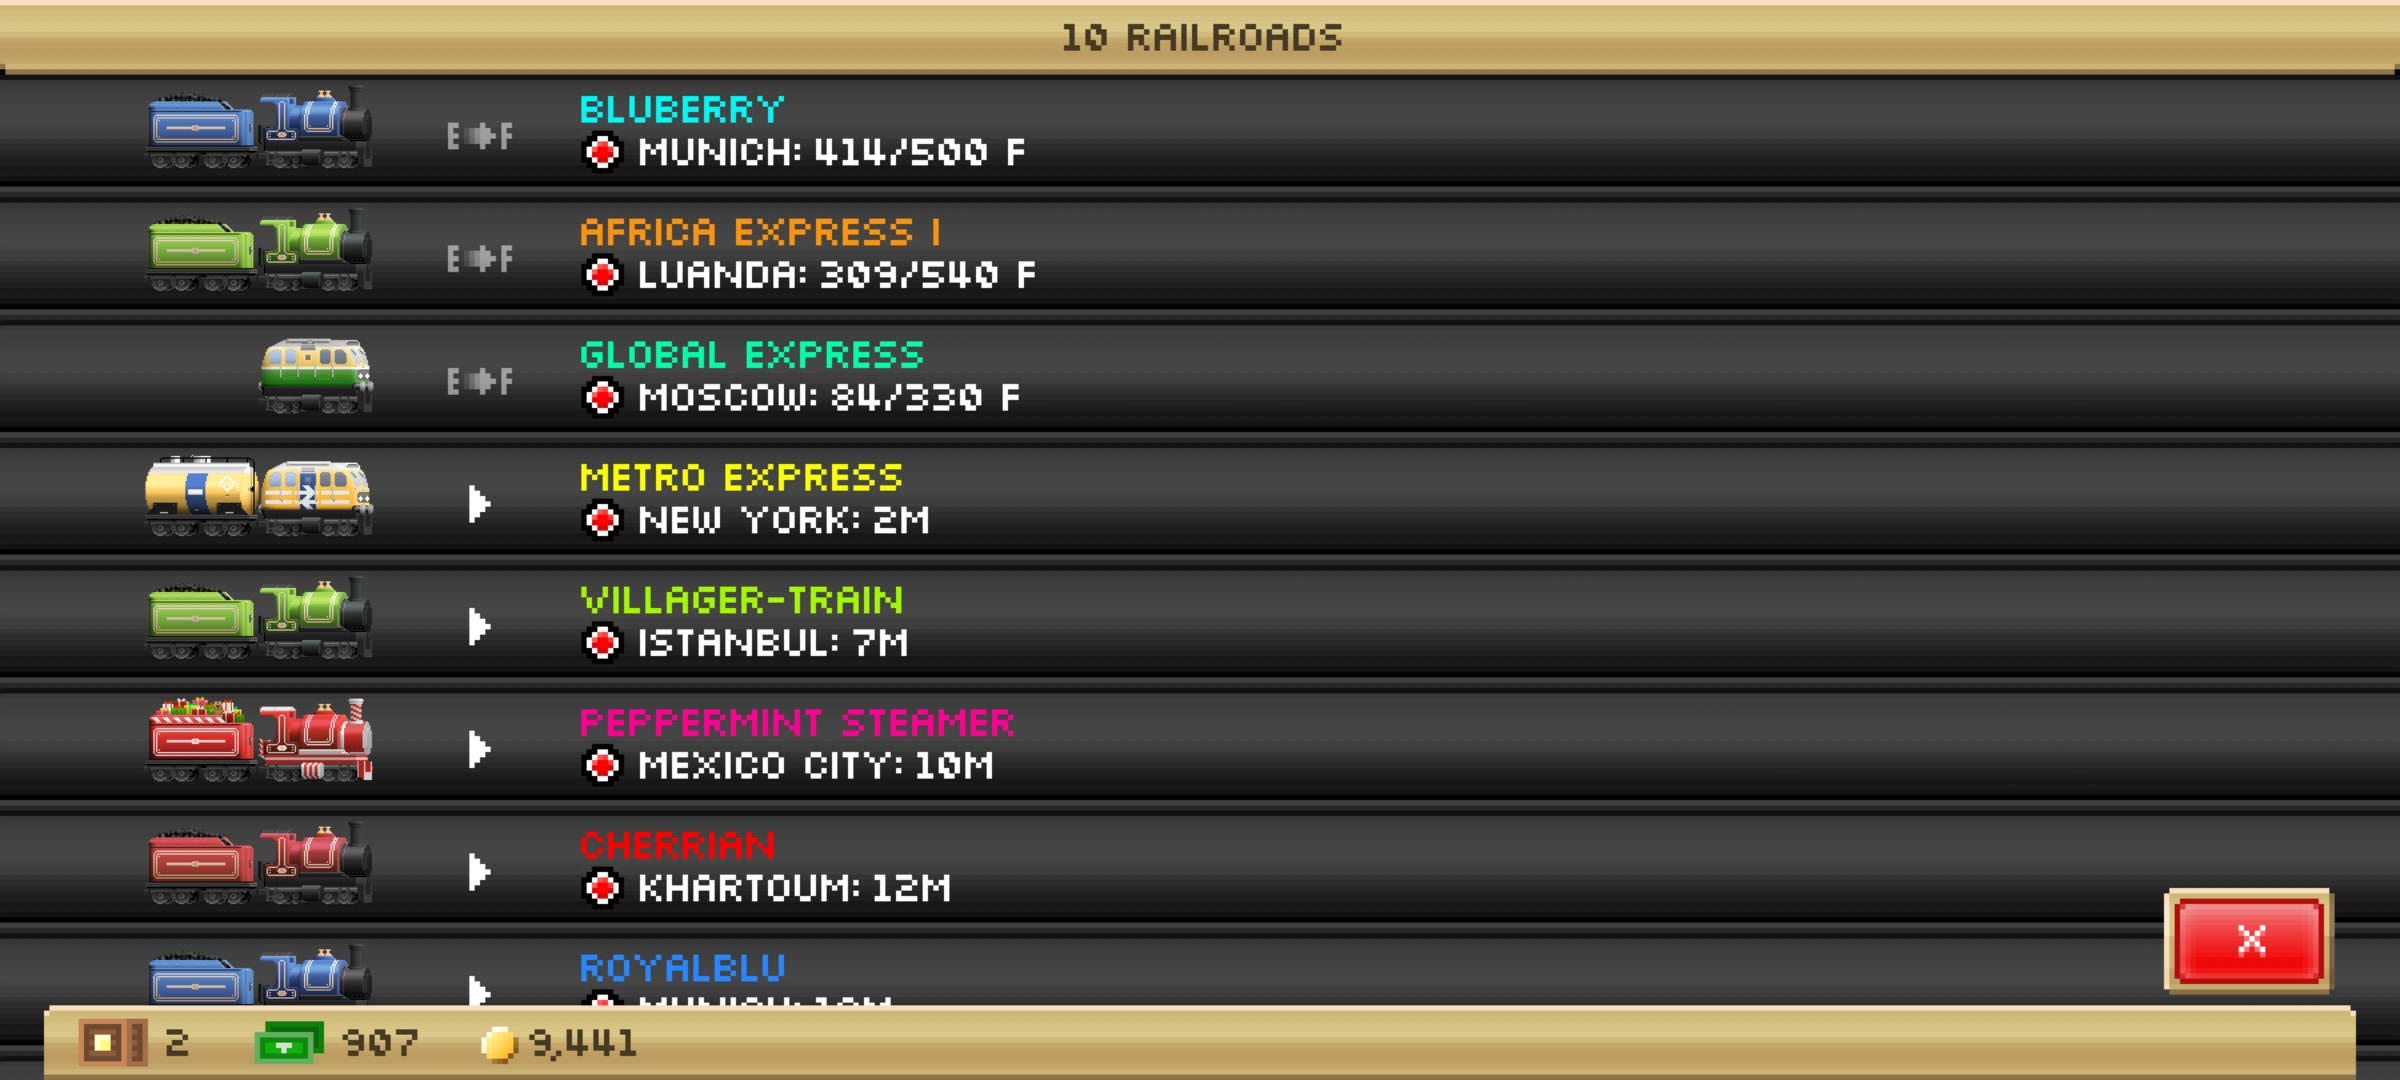 10 RAILROADS
BLUBERRY
E F
MUNICH: 414/500 F
AFRICA EXPRESS I
E F
LUANDA: 309/540 F
GLOBAL EXPRESS
E F
MOSCOW: 84/330 F
METRO EXPRESS
NEW YORK: 2M
VILLAGER-TRAIN
ISTANBUL: 7M
PEPPERMINT STEAMER
MEXICO CITY: 10M
CHERRIAN
KHARTOUM: 12M
ROYALBLU
X
2 907 9,441